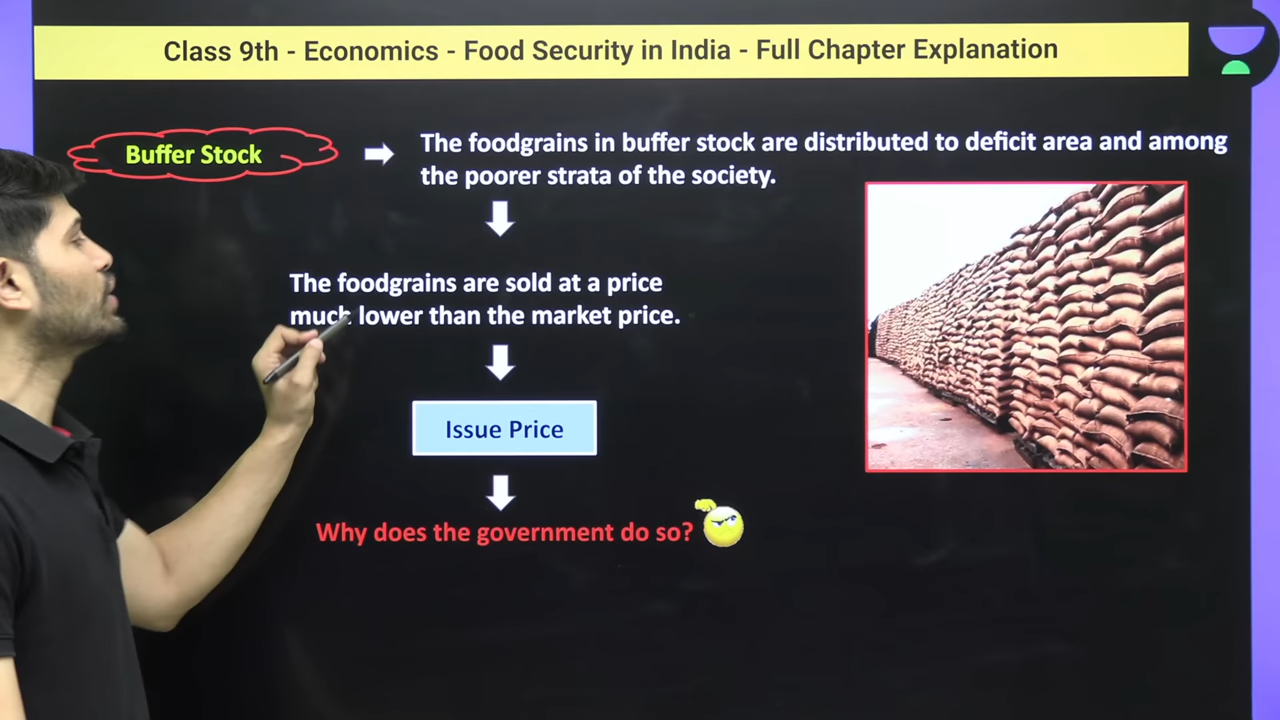 Class 9th - Economics - Food Security in India - Full Chapter Explanation
Buffer Stock
The foodgrains in buffer stock are distributed to deficit area and among
the poorer strata of the society.
The foodgrains are sold at a price
much lower than the market price.
Issue Price
Why does the government do so?